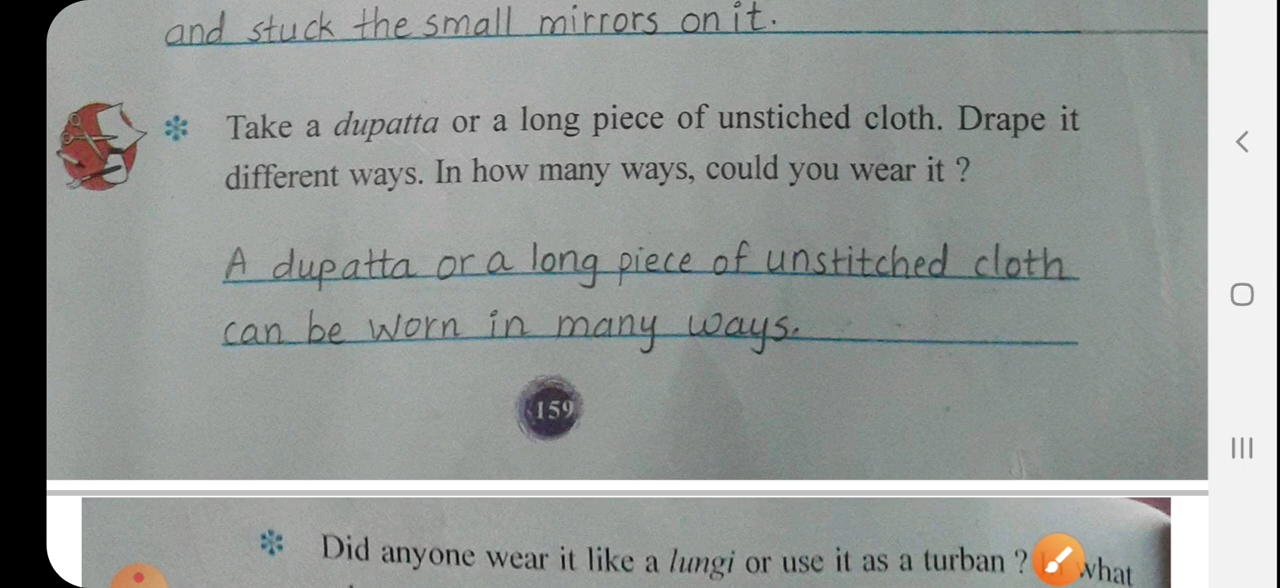 and stuck the small mirrors on it.
Take a dupatta or a long piece of unstiched cloth. Drape it
different ways. In how many ways, could you wear it ?
A dupatta or a long piece of unstitched cloth
can be worn in many ways.
159
Did anyone wear it like a lungi or use it as a turban ? what